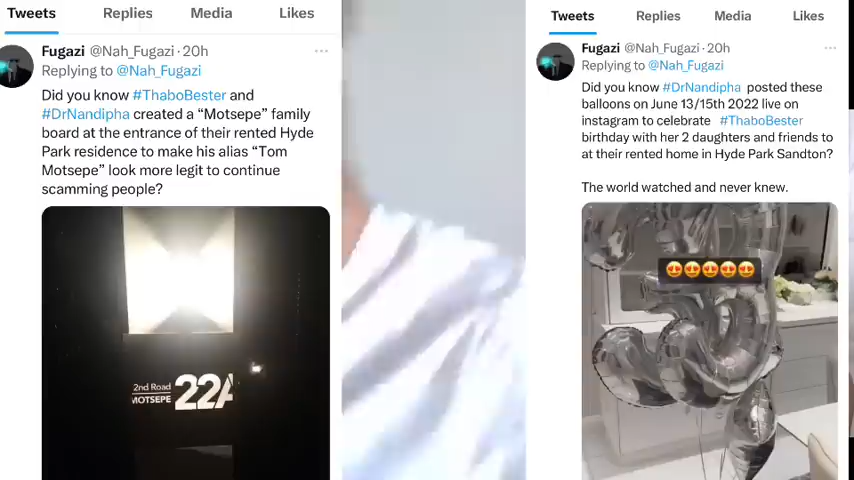 Tweets Replies Media Likes
Fugazi @Nah_Fugazi · 20h
Replying to @Nah_Fugazi
Did you know #ThaboBester and
#DrNandipha created a “Motsepe” family
board at the entrance of their rented Hyde
Park residence to make his alias “Tom
Motsepe” look more legit to continue
scamming people?
2nd Road
MOTSEPE
22A
Tweets Replies Media Likes
Fugazi @Nah_Fugazi · 20h
Replying to @Nah_Fugazi
Did you know #DrNandipha posted these
balloons on June 13/15th 2022 live on
instagram to celebrate #ThaboBester
birthday with her 2 daughters and friends to
at their rented home in Hyde Park Sandton?
The world watched and never knew.